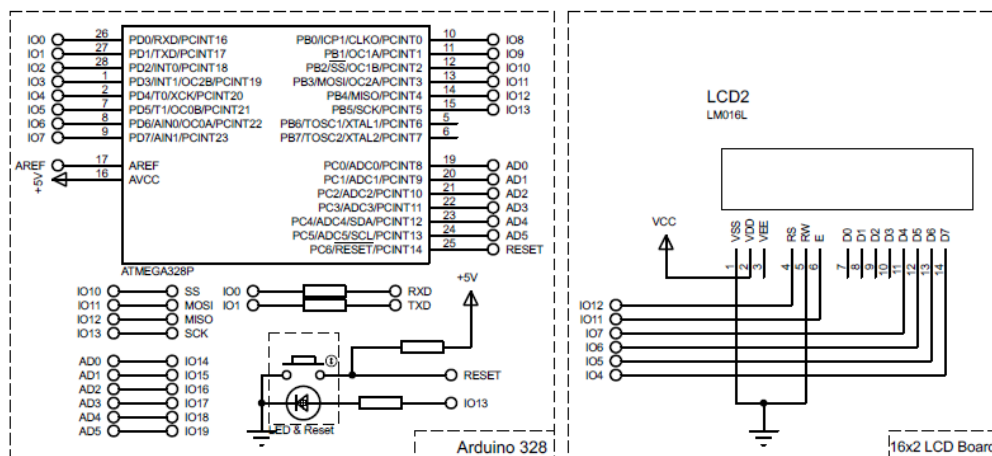 IO0 26 PD0/RXD/PCINT16 PB0/ICP1/CLKO/PCINT0 10 IO8
IO1 27 PD1/TXD/PCINT17 PB1/OC1A/PCINT1 11 IO9
IO2 28 PD2/INT0/PCINT18 PB2/SS/OC1B/PCINT2 12 IO10
IO3 1 PD3/INT1/OC2B/PCINT19 PB3/MOSI/OC2A/PCINT3 13 IO11
IO4 2 PD4/T0/XCK/PCINT20 PB4/MISO/PCINT4 14 IO12
IO5 7 PD5/T1/OC0B/PCINT21 PB5/SCK/PCINT5 15 IO13
IO6 8 PD6/AIN0/OC0A/PCINT22 PB6/TOSC1/XTAL1/PCINT6 5
IO7 9 PD7/AIN1/PCINT23 PB7/TOSC2/XTAL2/PCINT7 6
AREF 17 AREF PC0/ADC0/PCINT8 19 AD0
+5V 16 AVCC PC1/ADC1/PCINT9 20 AD1
PC2/ADC2/PCINT10 21 AD2
PC3/ADC3/PCINT11 22 AD3
PC4/ADC4/SDA/PCINT12 23 AD4
PC5/ADC5/SCL/PCINT13 24 AD5
PC6/RESET/PCINT14 25 RESET
ATMEGA328P
IO10 SS IO0 RXD +5V
IO11 MOSI IO1 TXD
IO12 MISO
IO13 SCK
AD0 IO14
AD1 IO15 RESET
AD2 IO16
AD3 IO17 IO13
AD4 IO18
AD5 IO19
LED & Reset
Arduino 328
LCD2
LM016L
VCC
VSS VDD VEE RS RW E D0 D1 D2 D3 D4 D5 D6 D7
1 2 3 4 5 6 7 8 9 10 11 12 13 14
IO12
IO11
IO7
IO6
IO5
IO4
16x2 LCD Board